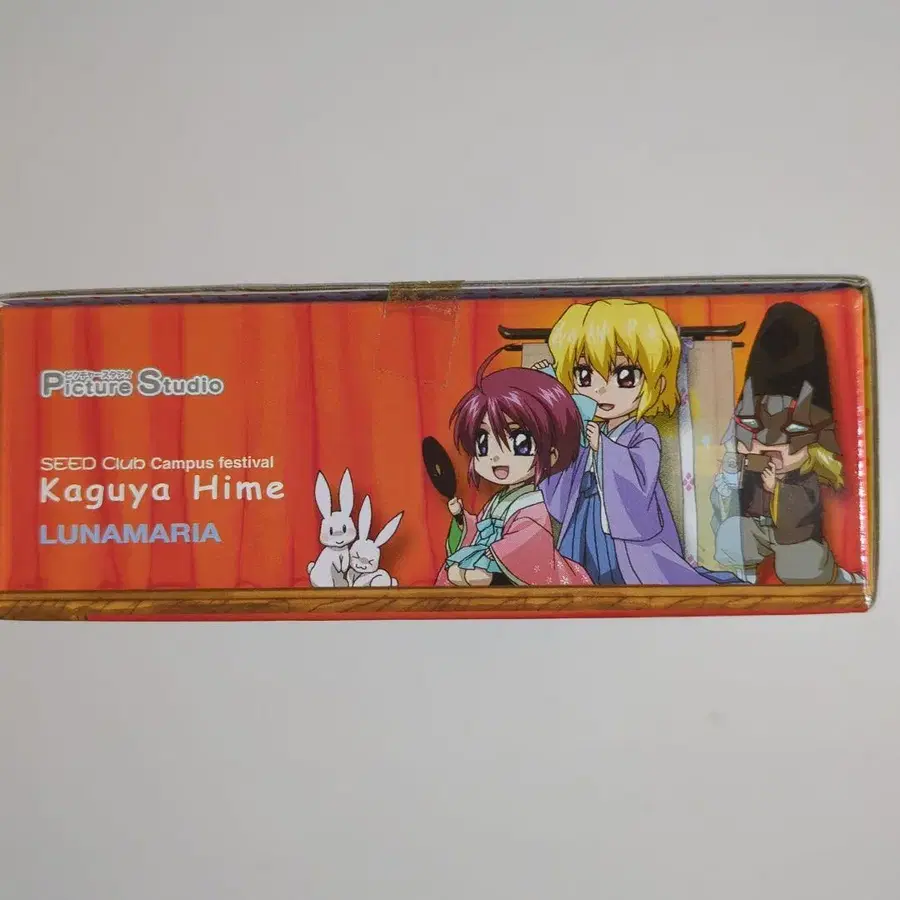 ピクチャースタジオ
Picture Studio
SEED Club Campus festival
Kaguya Hime
LUNAMARIA